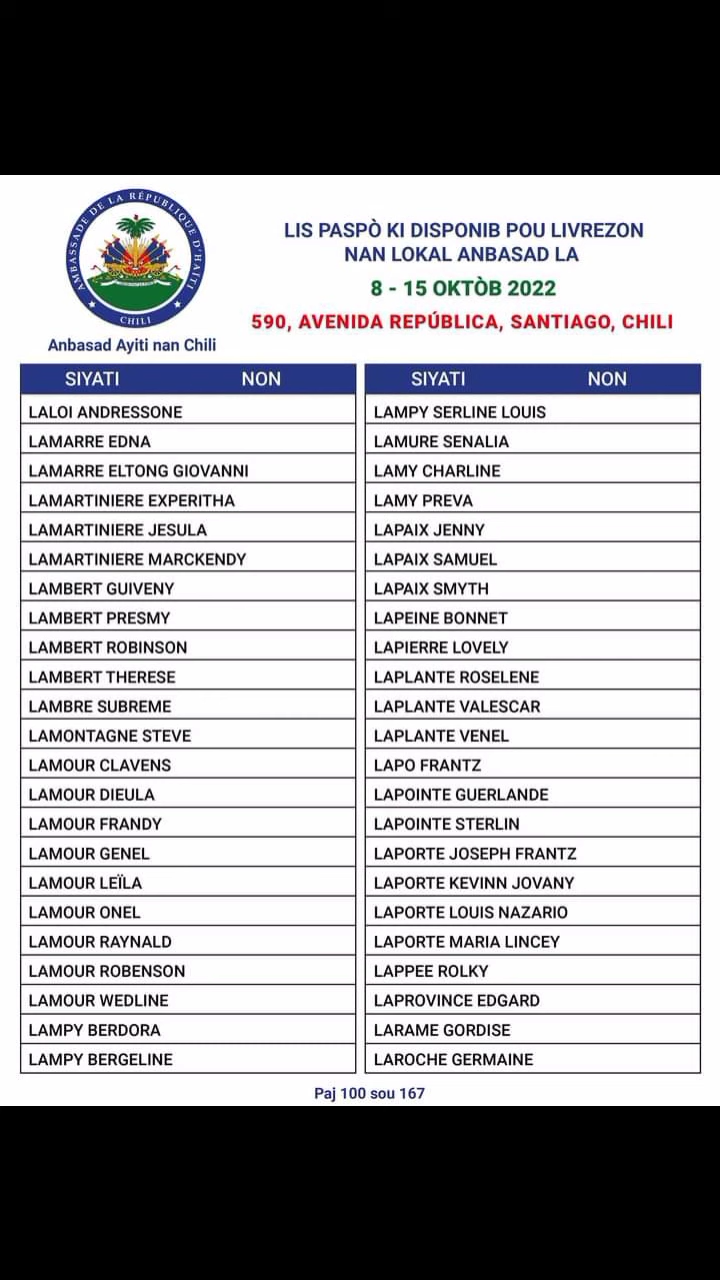 AMBASSADE DE LA RÉPUBLIQUE D'HAÏTI
CHILI
Anbasad Ayiti nan Chili
LIS PASPÒ KI DISPONIB POU LIVREZON
NAN LOKAL ANBASAD LA
8 - 15 OKTÒB 2022
590, AVENIDA REPÚBLICA, SANTIAGO, CHILI
SIYATI NON
LALOI ANDRESSONE
LAMARRE EDNA
LAMARRE ELTONG GIOVANNI
LAMARTINIERE EXPERITHA
LAMARTINIERE JESULA
LAMARTINIERE MARCKENDY
LAMBERT GUIVENY
LAMBERT PRESMY
LAMBERT ROBINSON
LAMBERT THERESE
LAMBRE SUBREME
LAMONTAGNE STEVE
LAMOUR CLAVENS
LAMOUR DIEULA
LAMOUR FRANDY
LAMOUR GENEL
LAMOUR LEÏLA
LAMOUR ONEL
LAMOUR RAYNALD
LAMOUR ROBENSON
LAMOUR WEDLINE
LAMPY BERDORA
LAMPY BERGELINE
SIYATI NON
LAMPY SERLINE LOUIS
LAMURE SENALIA
LAMY CHARLINE
LAMY PREVA
LAPAIX JENNY
LAPAIX SAMUEL
LAPAIX SMYTH
LAPEINE BONNET
LAPIERRE LOVELY
LAPLANTE ROSELENE
LAPLANTE VALESCAR
LAPLANTE VENEL
LAPO FRANTZ
LAPOINTE GUERLANDE
LAPOINTE STERLIN
LAPORTE JOSEPH FRANTZ
LAPORTE KEVINN JOVANY
LAPORTE LOUIS NAZARIO
LAPORTE MARIA LINCEY
LAPPEE ROLKY
LAPROVINCE EDGARD
LARAME GORDISE
LAROCHE GERMAINE
Paj 100 sou 167